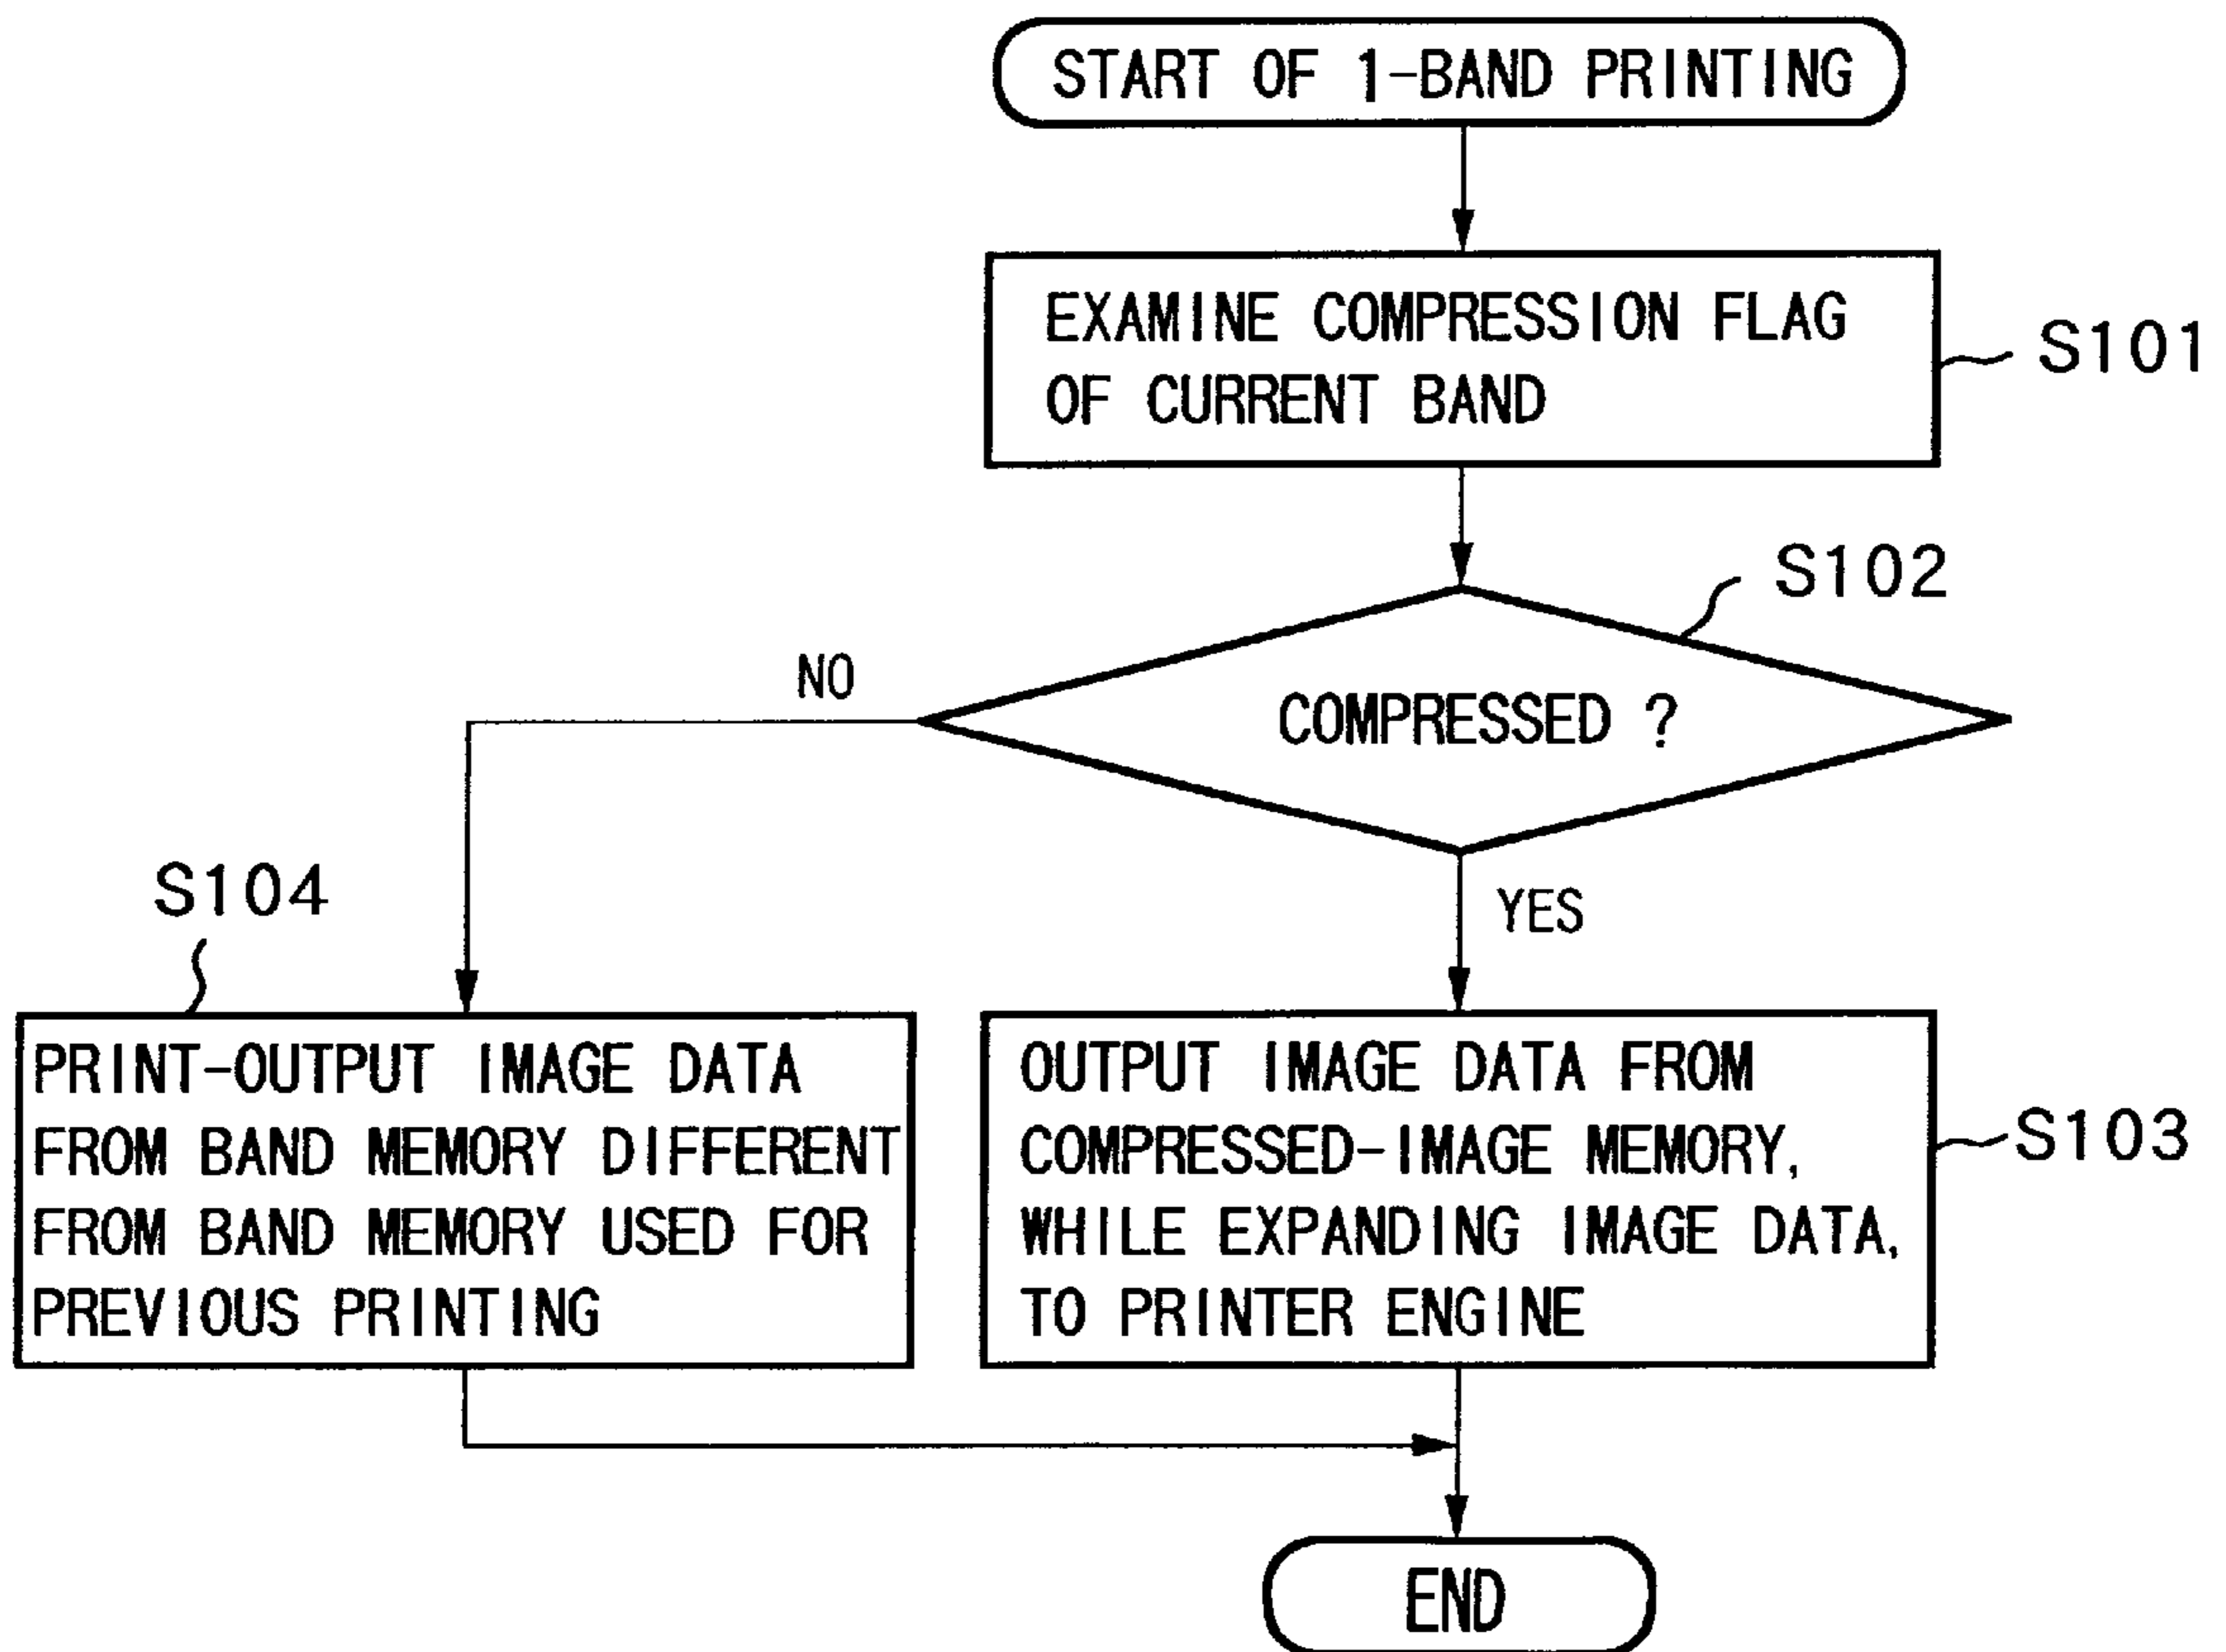 START OF 1-BAND PRINTING
EXAMINE COMPRESSION FLAG
OF CURRENT BAND
S101
S102
COMPRESSED ?
NO
YES
S104
PRINT-OUTPUT IMAGE DATA
FROM BAND MEMORY DIFFERENT
FROM BAND MEMORY USED FOR
PREVIOUS PRINTING
OUTPUT IMAGE DATA FROM
COMPRESSED-IMAGE MEMORY,
WHILE EXPANDING IMAGE DATA,
TO PRINTER ENGINE
S103
END